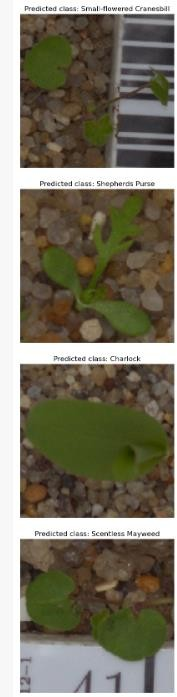 Predicted class: Small-flowered Cranesbill
Predicted class: Shepherds Purse
Predicted class: Charlock
Predicted class: Scentless Mayweed
41